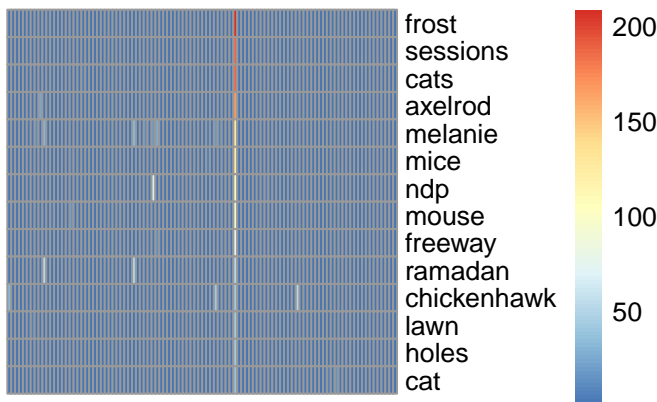 frost
sessions
cats
axelrod
melanie
mice
ndp
mouse
freeway
ramadan
chickenhawk
lawn
holes
cat
200
150
100
50